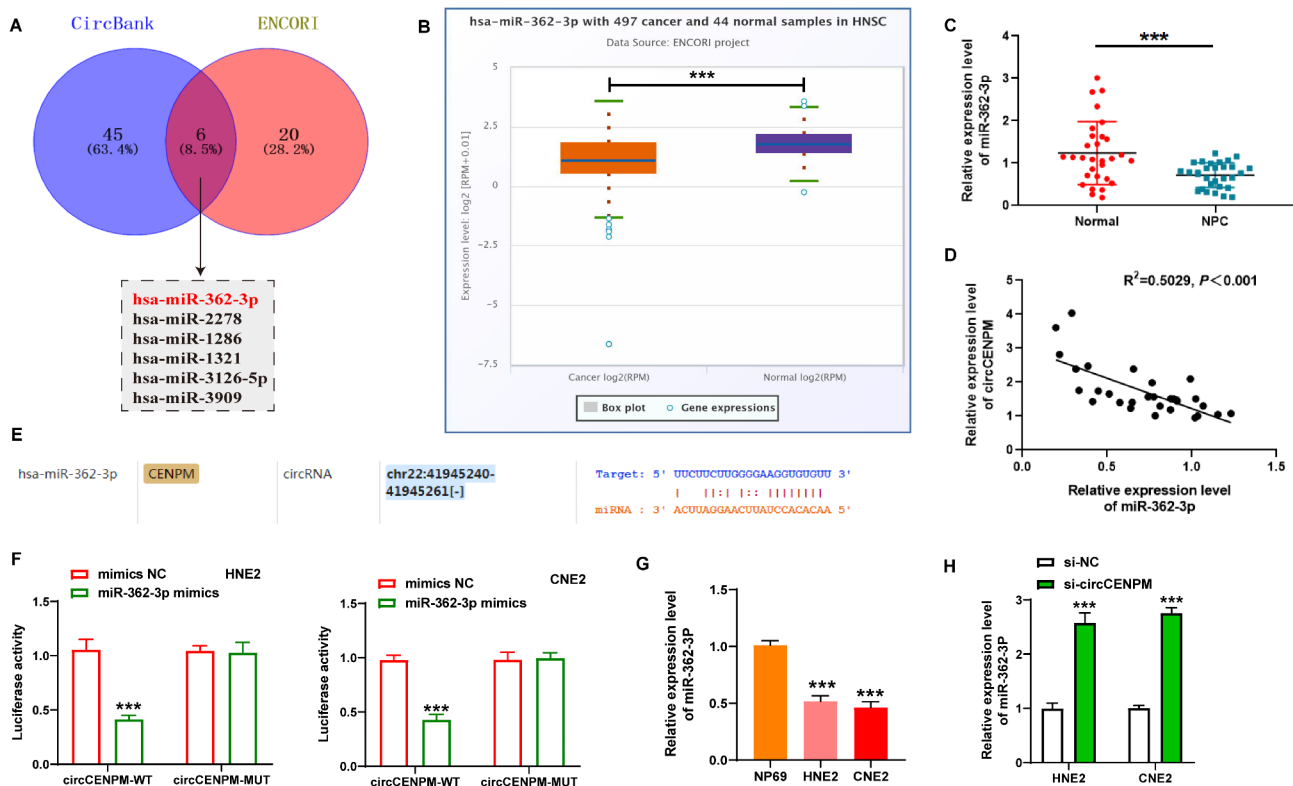 A
CircBank
ENCORI
45
(63.4%)
6
(8.5%)
20
(28.2%)
hsa-miR-362-3p
hsa-miR-2278
hsa-miR-1286
hsa-miR-1321
hsa-miR-3126-5p
hsa-miR-3909
B
hsa-miR-362-3p with 497 cancer and 44 normal samples in HNSC
Data Source: ENCORI project
***
Expression level: log2 [RPM+0.01]
5
2.5
0
-2.5
-5
-7.5
Cancer log2(RPM)
Normal log2(RPM)
Box plot
Gene expressions
C
***
Relative expression level
of miR-362-3p
4
3
2
1
0
Normal
NPC
D
R2=0.5029, P<0.001
Relative expression level
of circCENPM
5
4
3
2
1
0
0.0
0.5
1.0
1.5
Relative expression level
of miR-362-3p
E
hsa-miR-362-3p
CENPM
circRNA
chr22:41945240-
41945261[-]
Target: 5' UUCUUCUUGGGGAAGGUGUGUU 3'
miRNA : 3' ACUUAGGAACUUAUCCACACAA 5'
F
mimics NC
miR-362-3p mimics
HNE2
Luciferase activity
1.5
1.0
0.5
0.0
***
circCENPM-WT
circCENPM-MUT
mimics NC
miR-362-3p mimics
CNE2
Luciferase activity
1.5
1.0
0.5
0.0
***
circCENPM-WT
circCENPM-MUT
G
Relative expression level
of miR-362-3P
1.5
1.0
0.5
0.0
***
***
NP69
HNE2
CNE2
H
si-NC
si-circCENPM
Relative expression level
of miR-362-3P
3
2
1
0
***
***
HNE2
CNE2